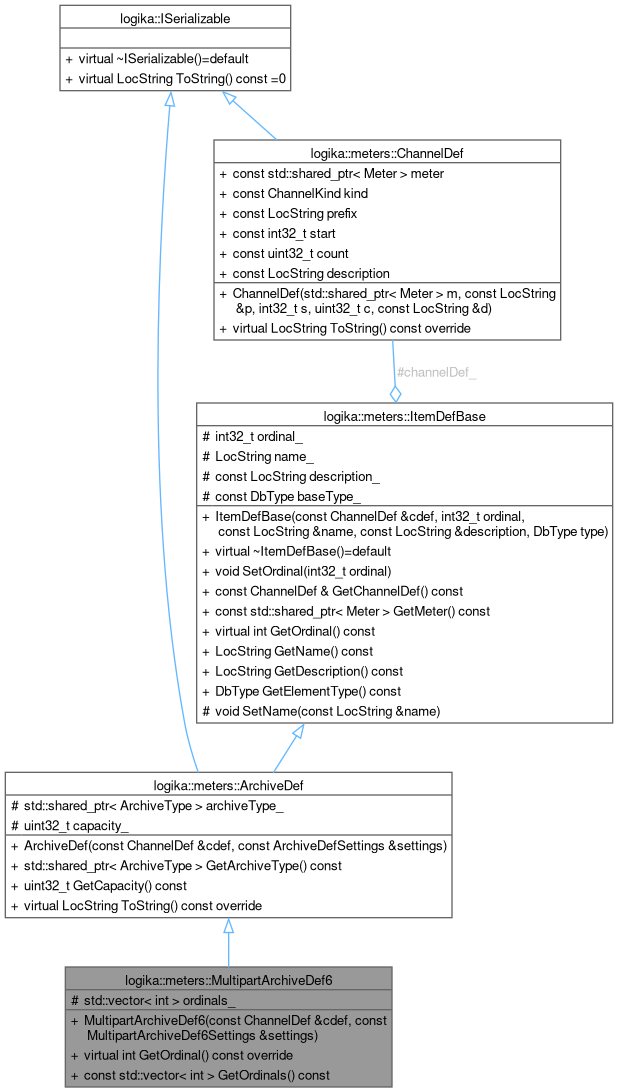 logika::ISerializable
+ virtual ~ISerializable()=default
+ virtual LocString ToString() const =0
logika::meters::ChannelDef
+ const std::shared_ptr< Meter > meter
+ const ChannelKind kind
+ const LocString prefix
+ const int32_t start
+ const uint32_t count
+ const LocString description
+ ChannelDef(std::shared_ptr< Meter > m, const LocString
&p, int32_t s, uint32_t c, const LocString &d)
+ virtual LocString ToString() const override
#channelDef_
logika::meters::ItemDefBase
# int32_t ordinal_
# LocString name_
# const LocString description_
# const DbType baseType_
+ ItemDefBase(const ChannelDef &cdef, int32_t ordinal,
const LocString &name, const LocString &description, DbType type)
+ virtual ~ItemDefBase()=default
+ void SetOrdinal(int32_t ordinal)
+ const ChannelDef & GetChannelDef() const
+ const std::shared_ptr< Meter > GetMeter() const
+ virtual int GetOrdinal() const
+ LocString GetName() const
+ LocString GetDescription() const
+ DbType GetElementType() const
# void SetName(const LocString &name)
logika::meters::ArchiveDef
# std::shared_ptr< ArchiveType > archiveType_
# uint32_t capacity_
+ ArchiveDef(const ChannelDef &cdef, const ArchiveDefSettings &settings)
+ std::shared_ptr< ArchiveType > GetArchiveType() const
+ uint32_t GetCapacity() const
+ virtual LocString ToString() const override
logika::meters::MultipartArchiveDef6
# std::vector< int > ordinals_
+ MultipartArchiveDef6(const ChannelDef &cdef, const
MultipartArchiveDef6Settings &settings)
+ virtual int GetOrdinal() const override
+ const std::vector< int > GetOrdinals() const